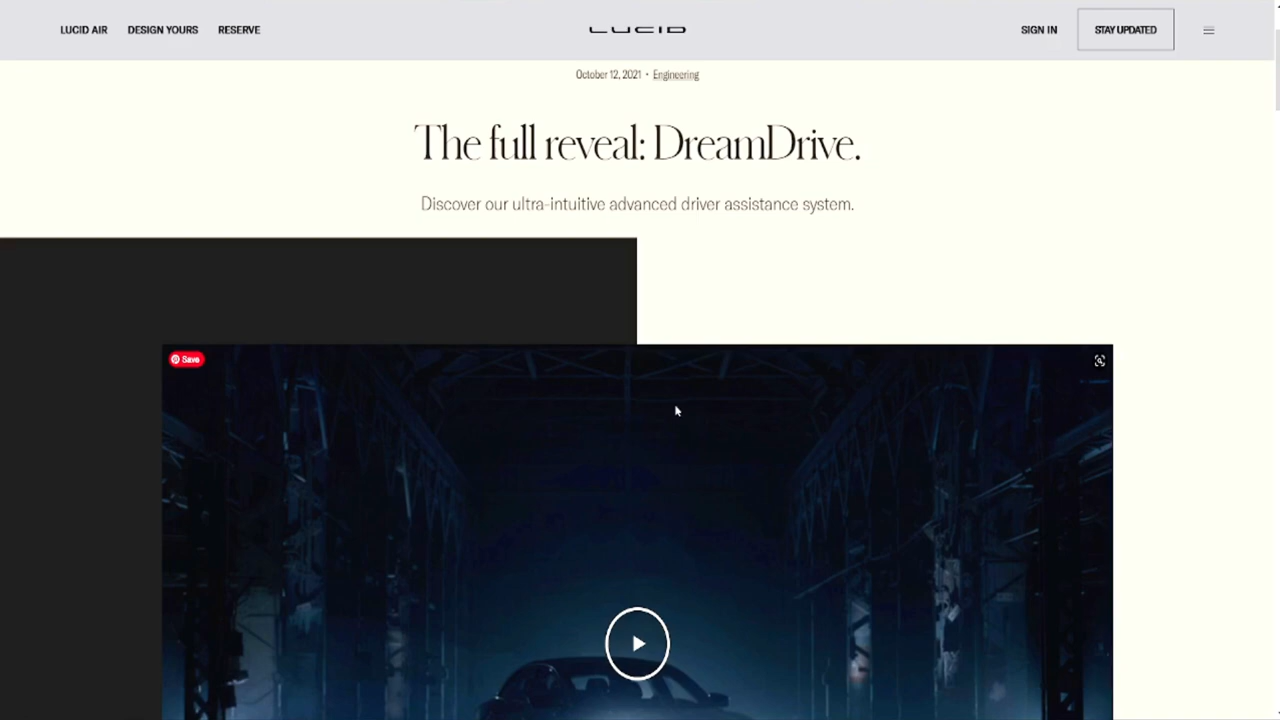 LUCID AIR DESIGN YOURS RESERVE LUCID SIGN IN STAY UPDATED
October 12, 2021 • Engineering
The full reveal: DreamDrive.
Discover our ultra-intuitive advanced driver assistance system.
Save